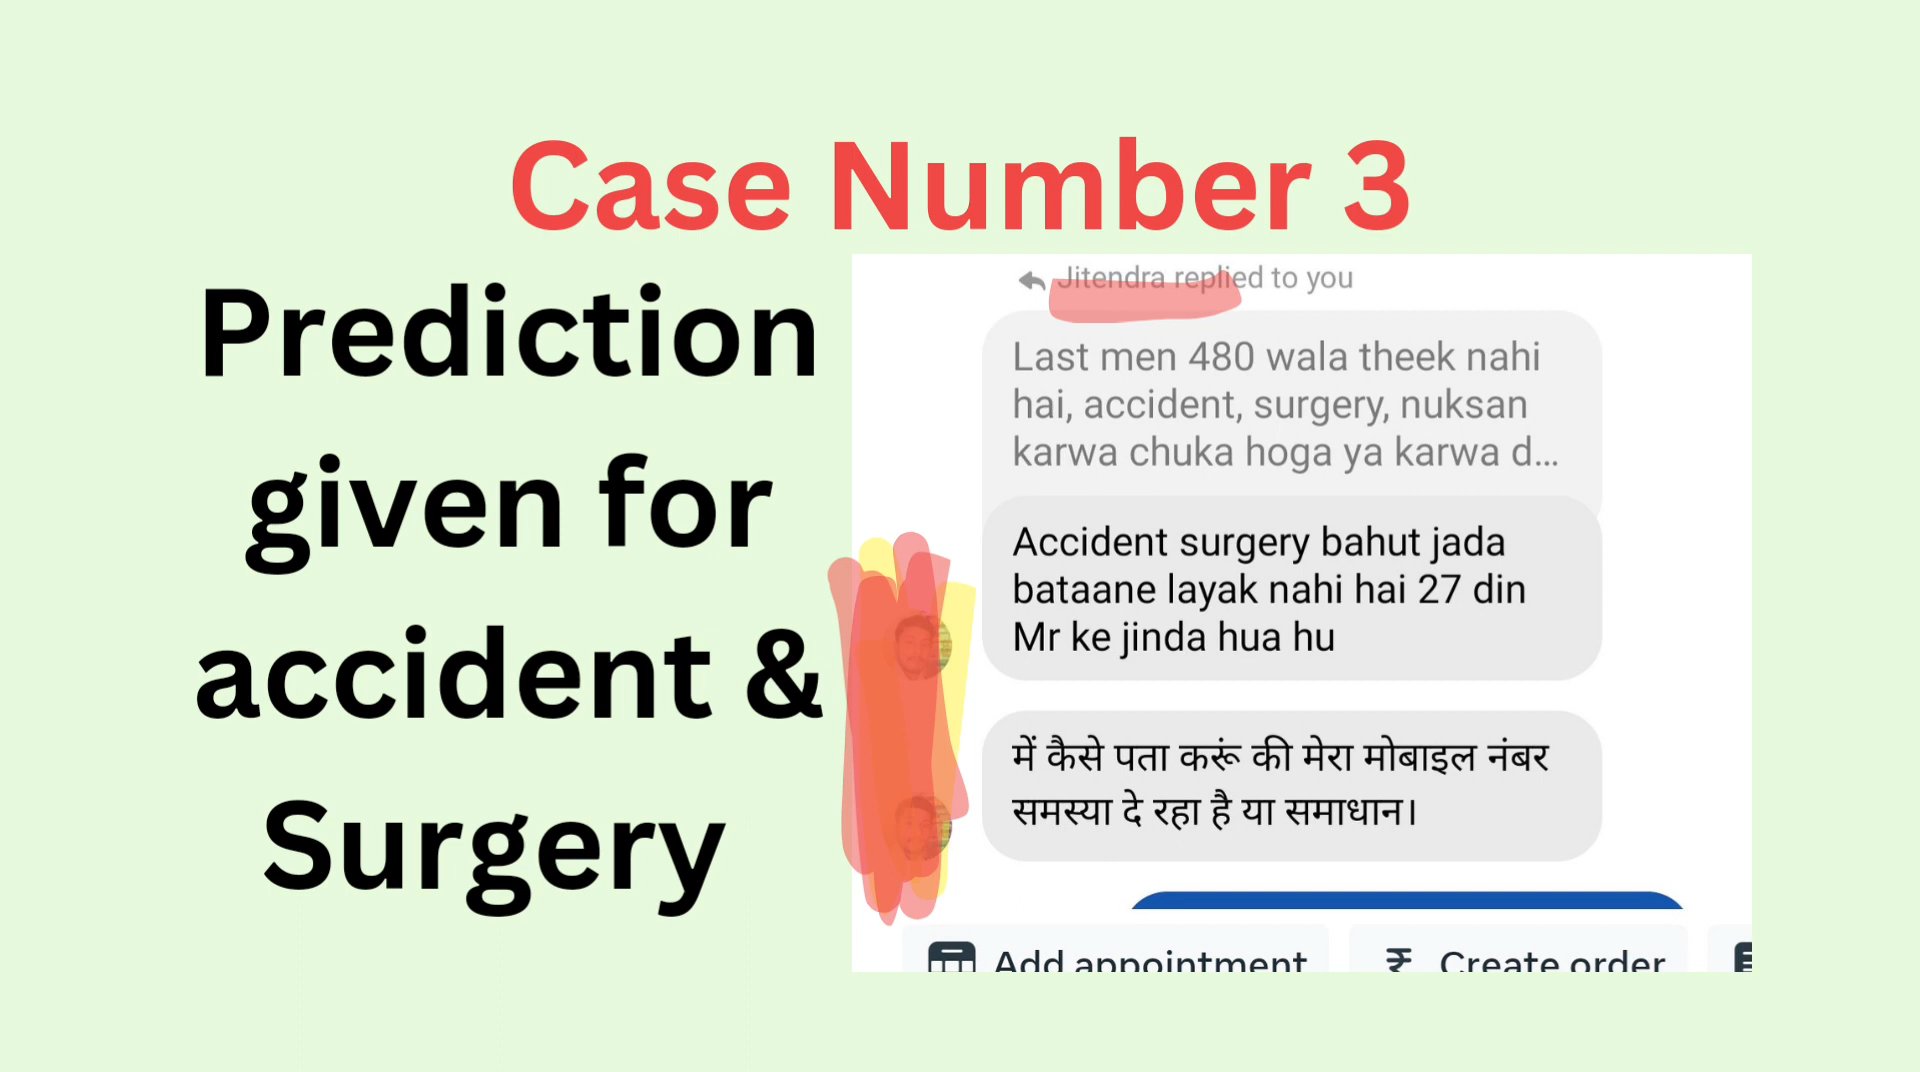 Case Number 3
Prediction
given for
accident &
Surgery
Jitendra replied to you
Last men 480 wala theek nahi
hai, accident, surgery, nuksan
karwa chuka hoga ya karwa d...
Accident surgery bahut jada
bataane layak nahi hai 27 din
Mr ke jinda hua hu
में कैसे पता करूं की मेरा मोबाइल नंबर
समस्या दे रहा है या समाधान।
Add appointment
₹ Create order